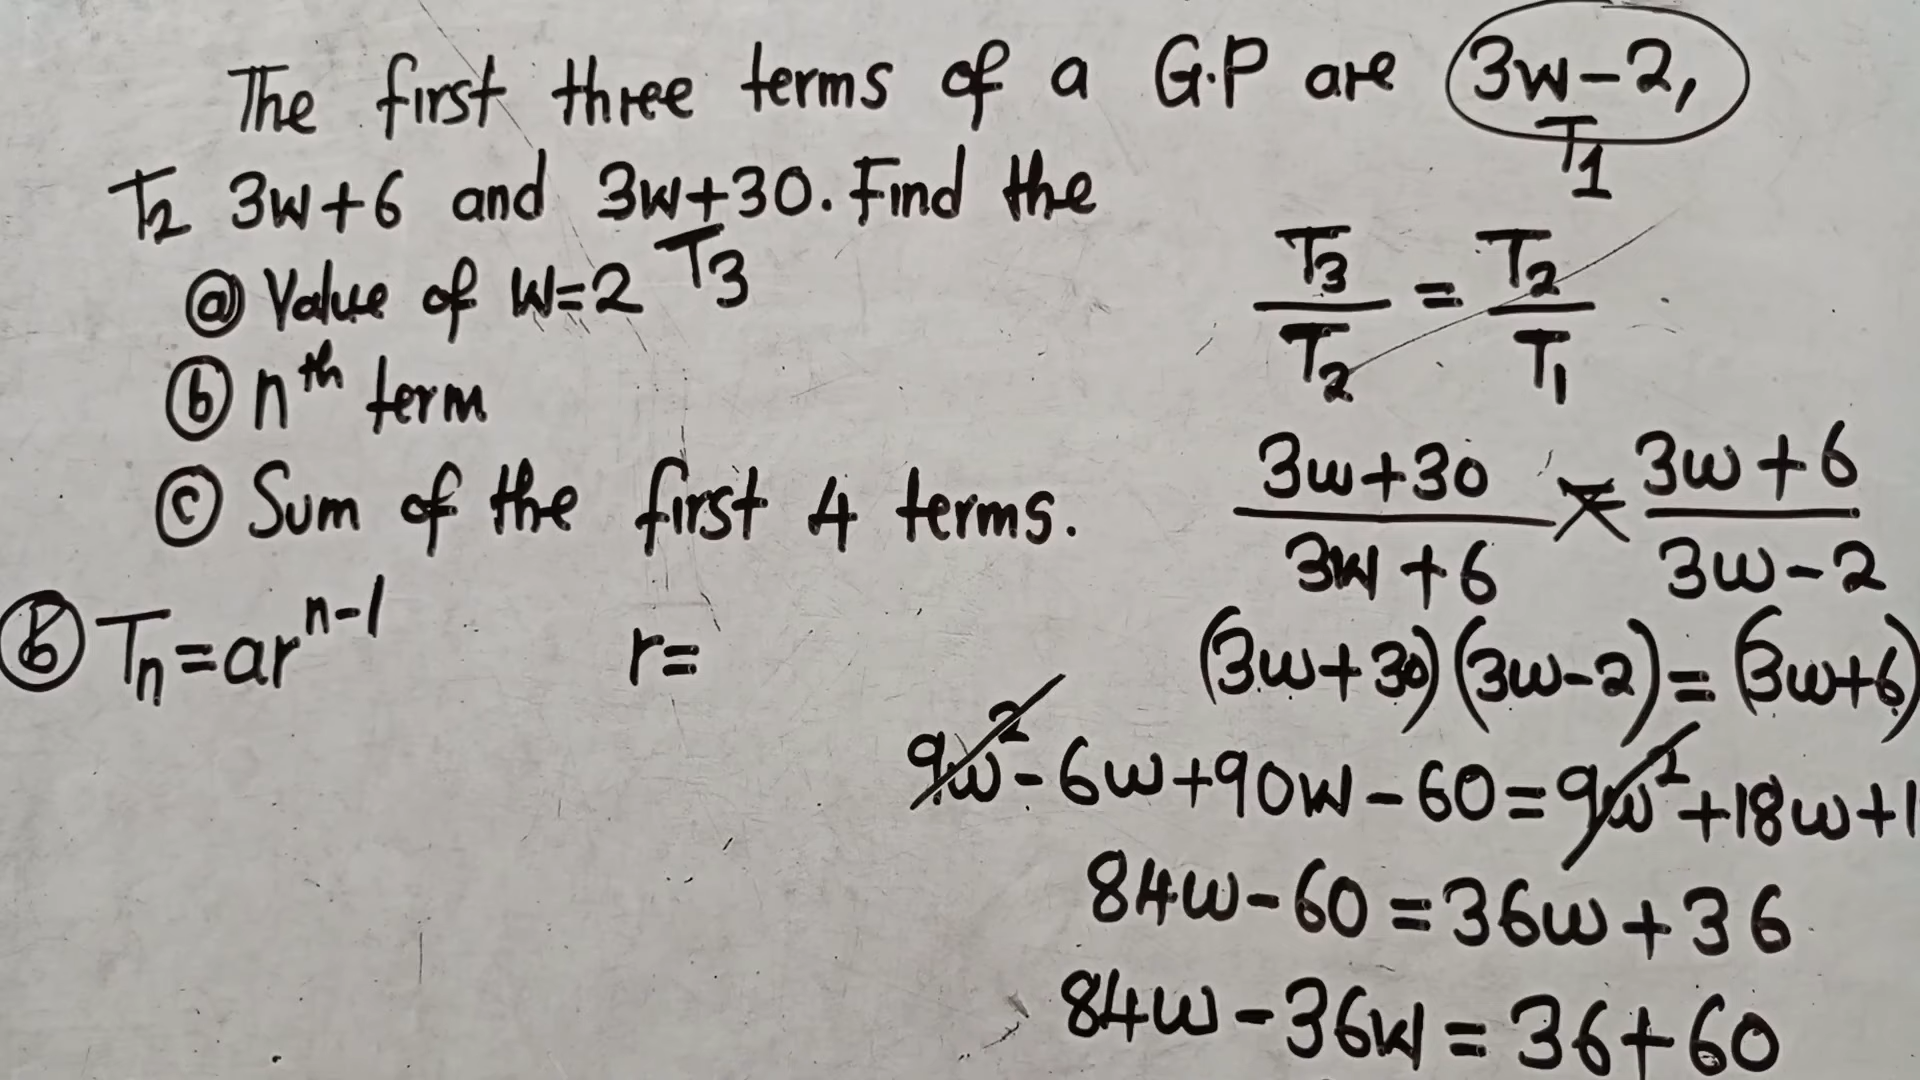 The first three terms of a G.P are 3w-2,
T1
T2 3w+6 and 3w+30. Find the
T3
(a) Value of w=2
(b) nth term
(c) Sum of the first 4 terms.
(b) Tn=ar^n-1 r=
T3/T2 = T2/T1
3w+30/3w+6 = 3w+6/3w-2
(3w+30)(3w-2)=(3w+6)
9w²-6w+90w-60=9w²+18w+1
84w-60=36w+36
84w-36w=36+60